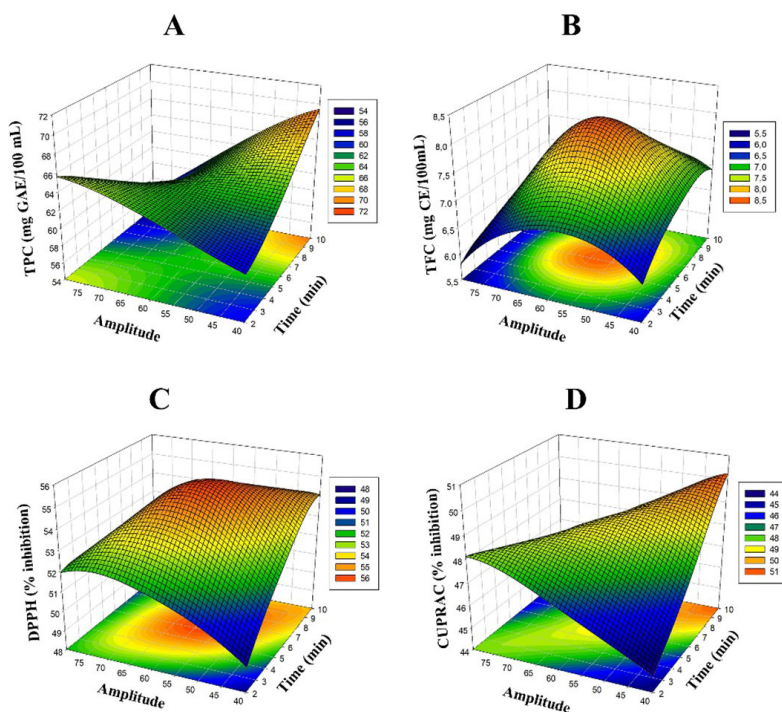 A
TPC (mg GAE/100 mL)
72
70
68
66
64
62
60
58
56
54
75 70 65 60 55 50 45 40
Amplitude
2 3 4 5 6 7 8 9 10
Time (min)
54
56
58
60
62
64
66
68
70
72
B
TFC (mg CE/100mL)
8,5
8,0
7,5
7,0
6,5
6,0
5,5
75 70 65 60 55 50 45 40
Amplitude
2 3 4 5 6 7 8 9 10
Time (min)
5.5
6.0
6.5
7.0
7.5
8.0
8.5
C
DPPH (% inhibition)
56
55
54
53
52
51
50
49
48
75 70 65 60 55 50 45 40
Amplitude
2 3 4 5 6 7 8 9 10
Time (min)
48
49
50
51
52
53
54
55
56
D
CUPRAC (% inhibition)
51
50
49
48
47
46
45
44
75 70 65 60 55 50 45 40
Amplitude
2 3 4 5 6 7 8 9 10
Time (min)
44
45
46
47
48
49
50
51